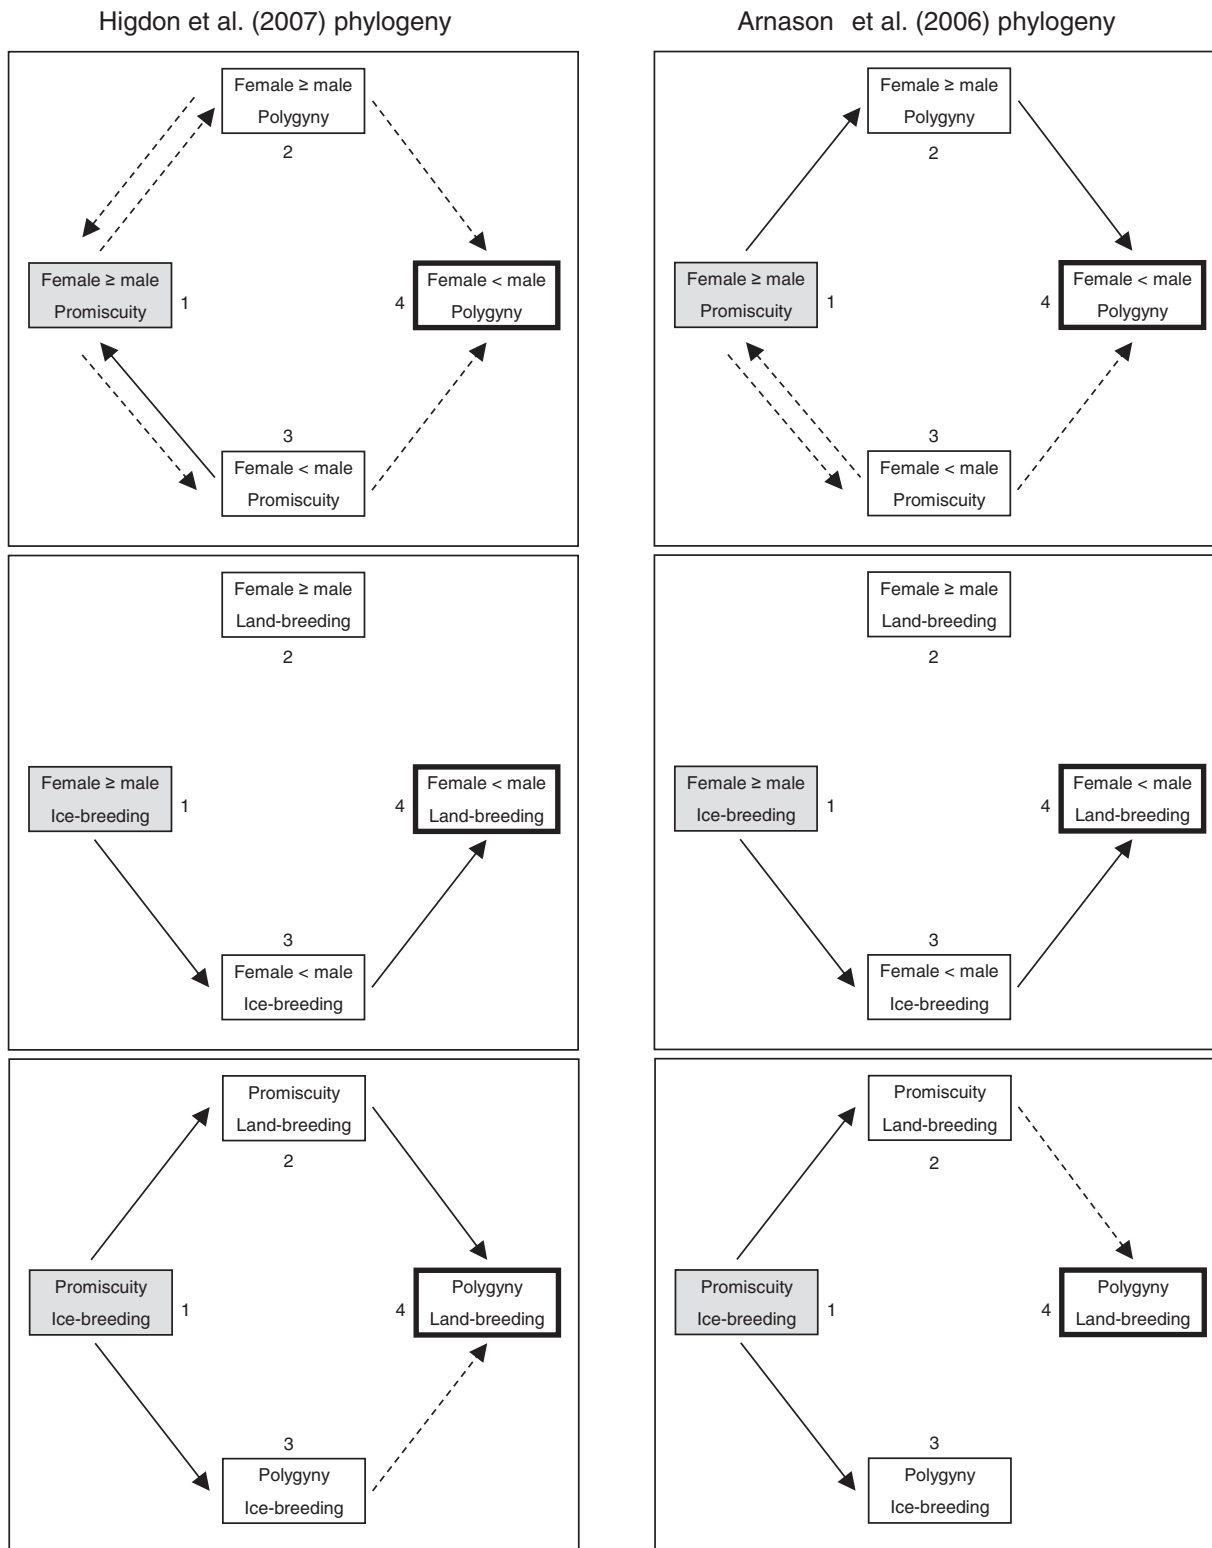 Higdon et al. (2007) phylogeny
Female ≥ male
Polygyny
2
Female ≥ male
Promiscuity
1
4
Female < male
Polygyny
3
Female < male
Promiscuity
Female ≥ male
Land-breeding
2
Female ≥ male
Ice-breeding
1
4
Female < male
Land-breeding
3
Female < male
Ice-breeding
Promiscuity
Land-breeding
2
Promiscuity
Ice-breeding
1
4
Polygyny
Land-breeding
3
Polygyny
Ice-breeding
Arnason et al. (2006) phylogeny
Female ≥ male
Polygyny
2
Female ≥ male
Promiscuity
1
4
Female < male
Polygyny
3
Female < male
Promiscuity
Female ≥ male
Land-breeding
2
Female ≥ male
Ice-breeding
1
4
Female < male
Land-breeding
3
Female < male
Ice-breeding
Promiscuity
Land-breeding
2
Promiscuity
Ice-breeding
1
4
Polygyny
Land-breeding
3
Polygyny
Ice-breeding